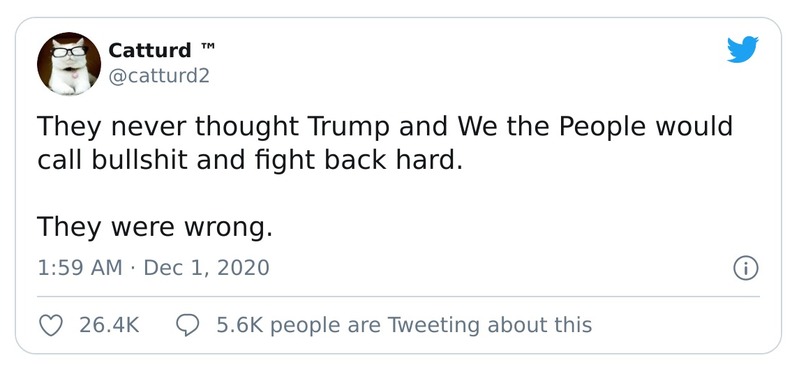 Catturd ™
@catturd2
They never thought Trump and We the People would
call bullshit and fight back hard.
They were wrong.
1:59 AM · Dec 1, 2020
26.4K 5.6K people are Tweeting about this